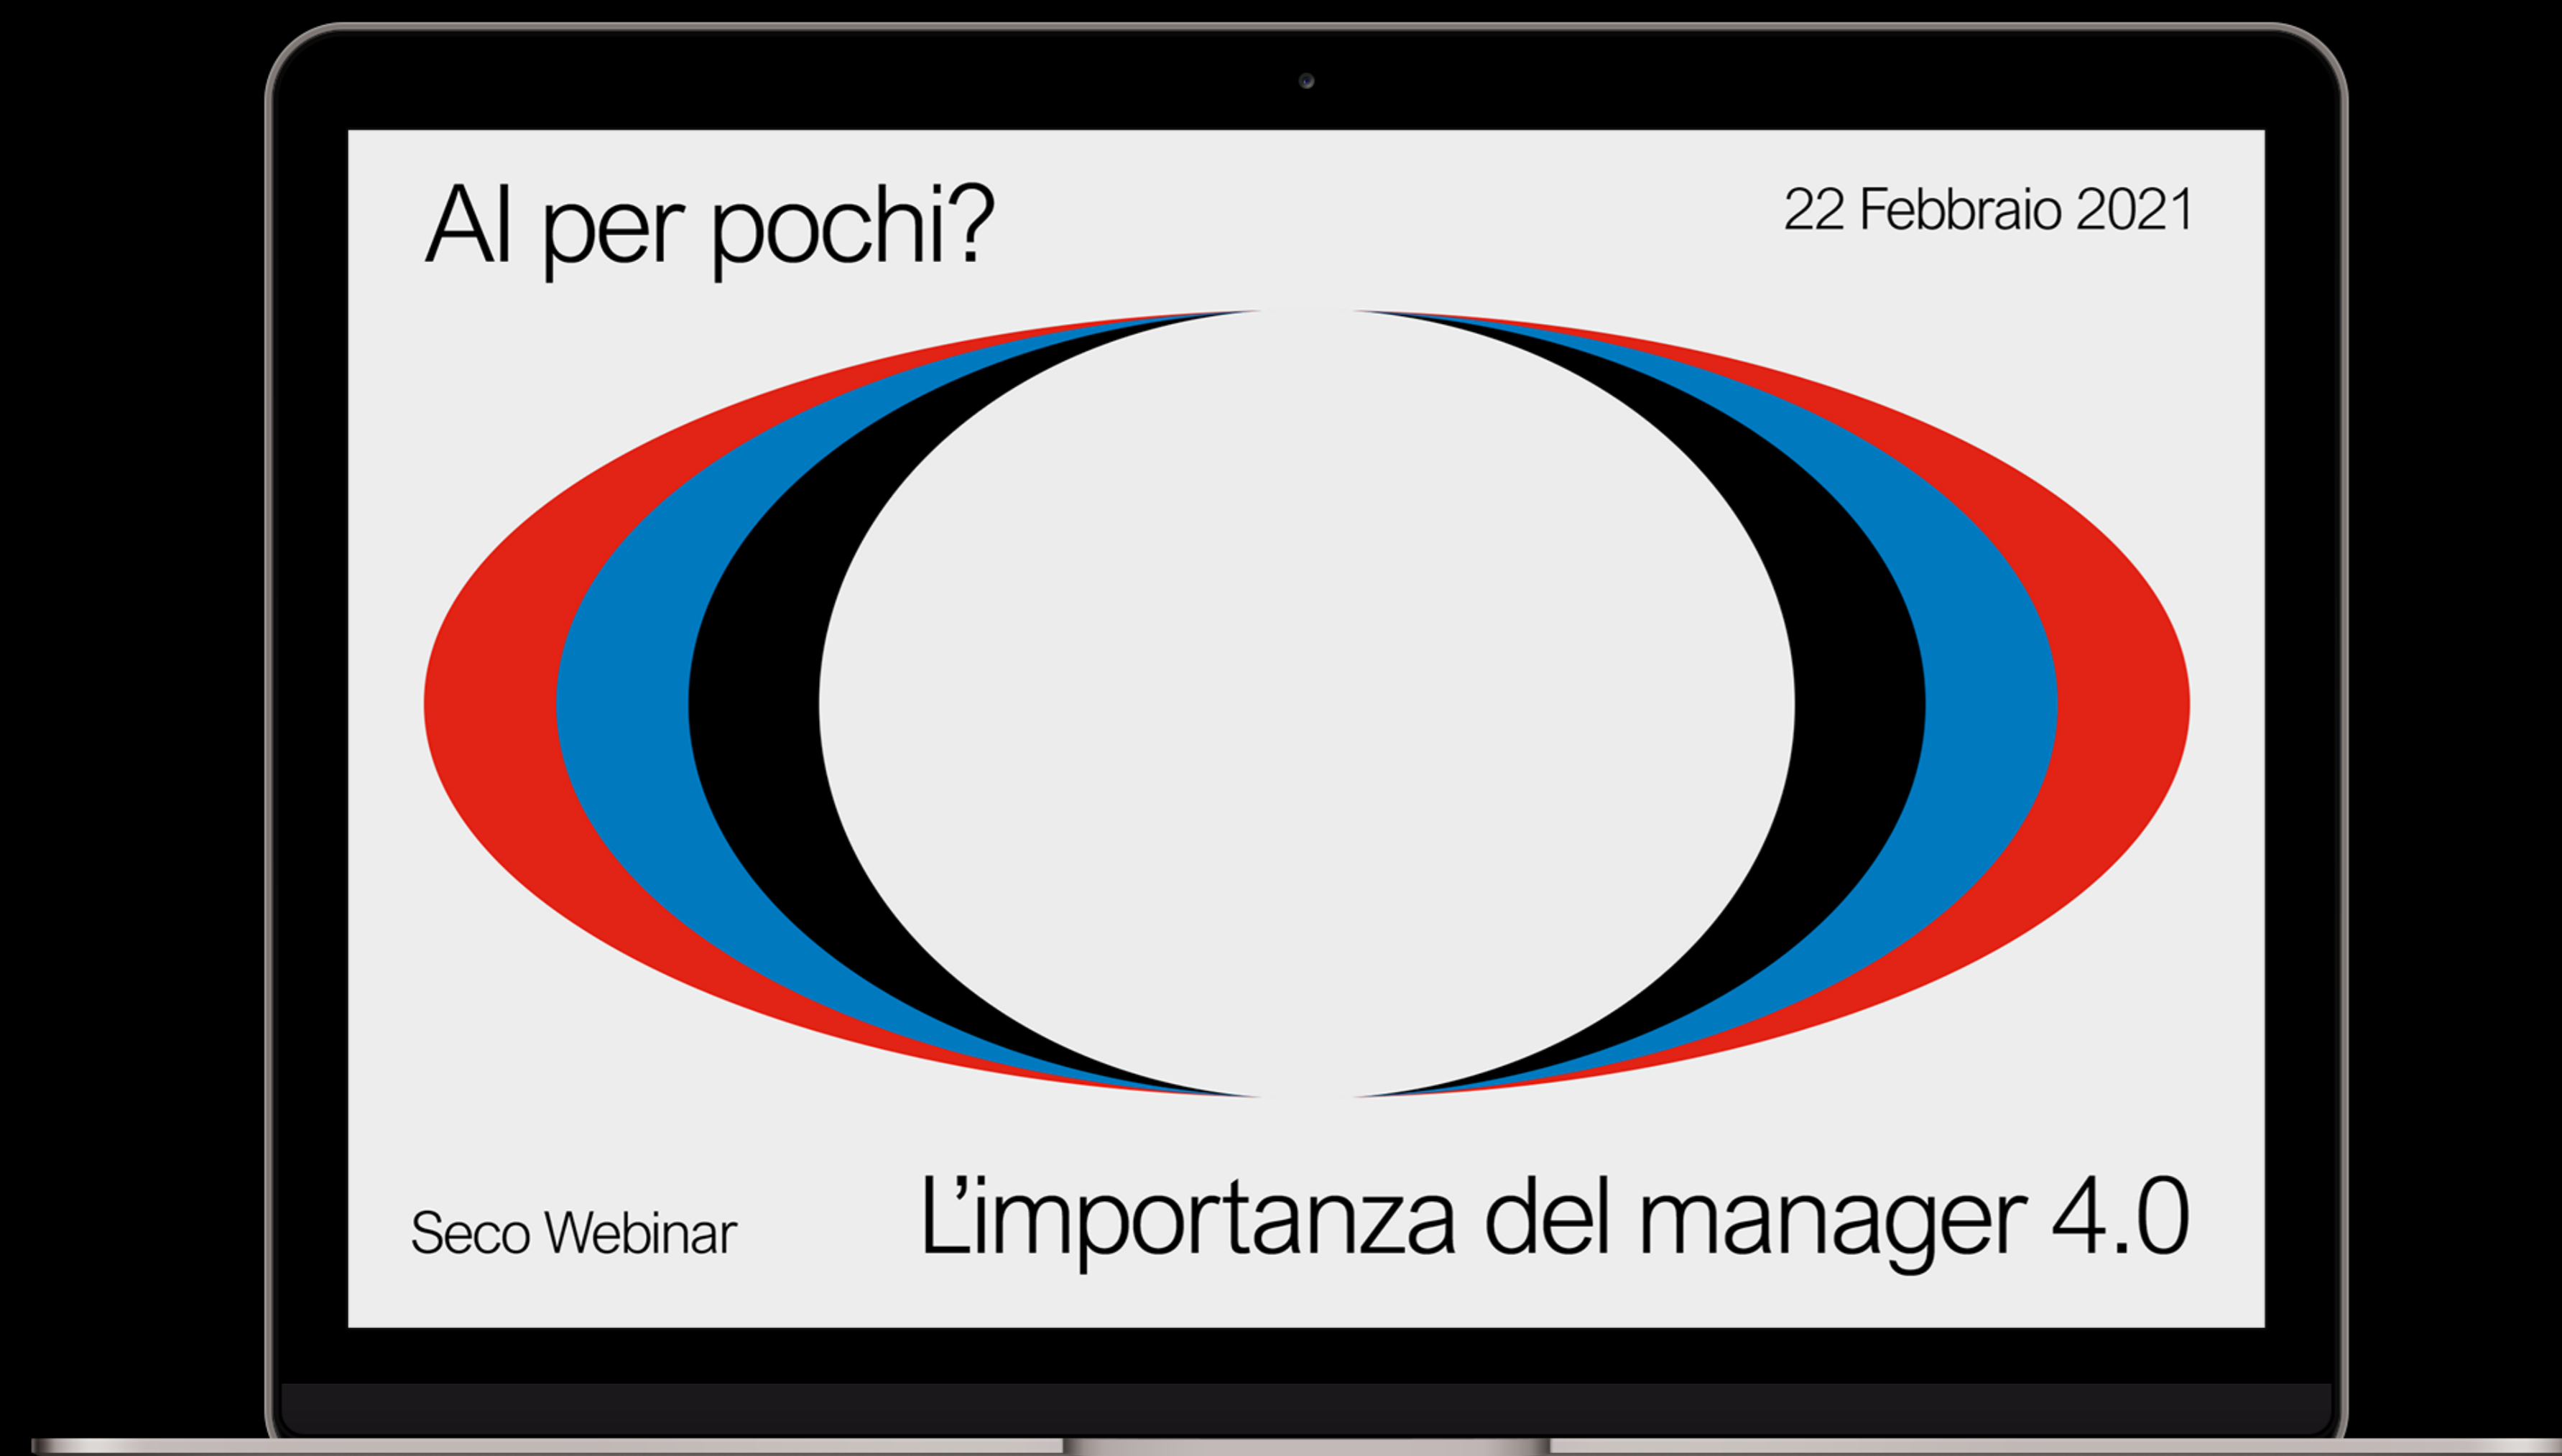 AI per pochi?
22 Febbraio 2021
Seco Webinar
L’importanza del manager 4.0